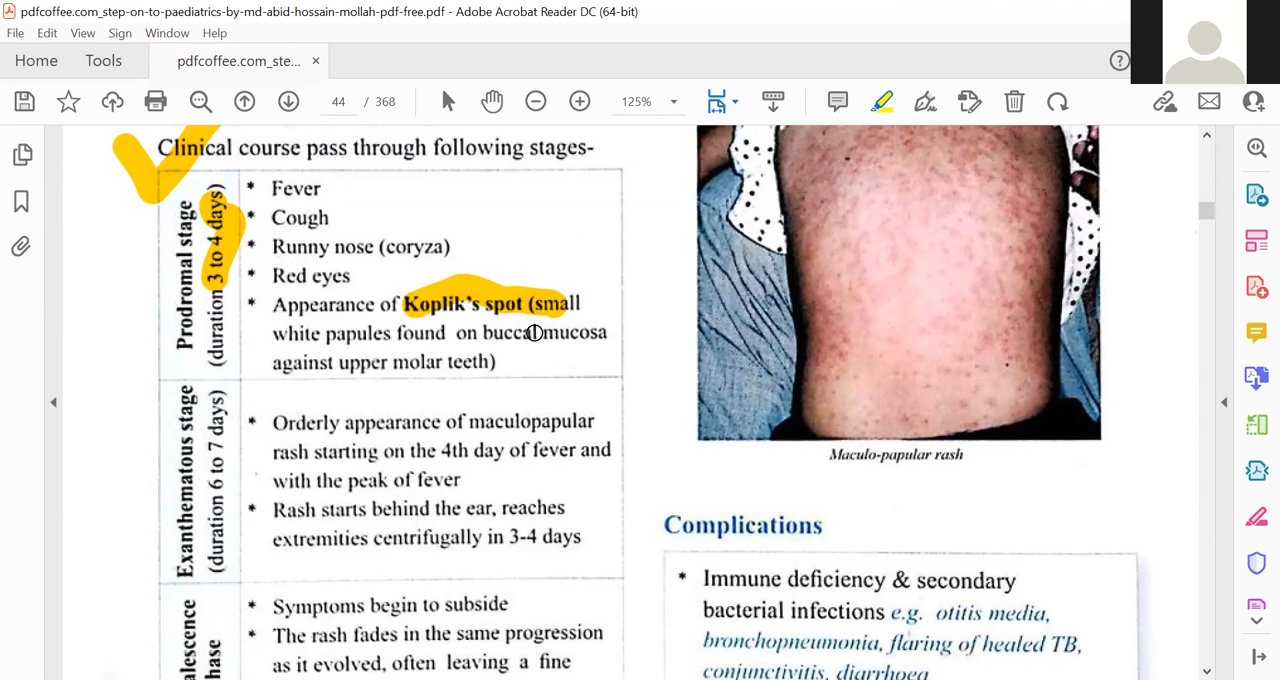 pdfcoffee.com_step-on-to-paediatrics-by-md-abid-hossain-mollah-pdf-free.pdf - Adobe Acrobat Reader DC (64-bit)
File Edit View Sign Window Help
Home Tools pdfcoffee.com_ste... ×
44 / 368 125%
Clinical course pass through following stages-
Prodromal stage
(duration 3 to 4 days)
* Fever
* Cough
* Runny nose (coryza)
* Red eyes
* Appearance of Koplik's spot (small
white papules found on buccal mucosa
against upper molar teeth)
Exanthematous stage
(duration 6 to 7 days)
* Orderly appearance of maculopapular
rash starting on the 4th day of fever and
with the peak of fever
* Rash starts behind the ear, reaches
extremities centrifugally in 3-4 days
alescence
hase
* Symptoms begin to subside
* The rash fades in the same progression
as it evolved, often leaving a fine
Maculo-papular rash
Complications
* Immune deficiency & secondary
bacterial infections e.g. otitis media,
bronchopneumonia, flaring of healed TB,
conjunctivitis, diarrhoea